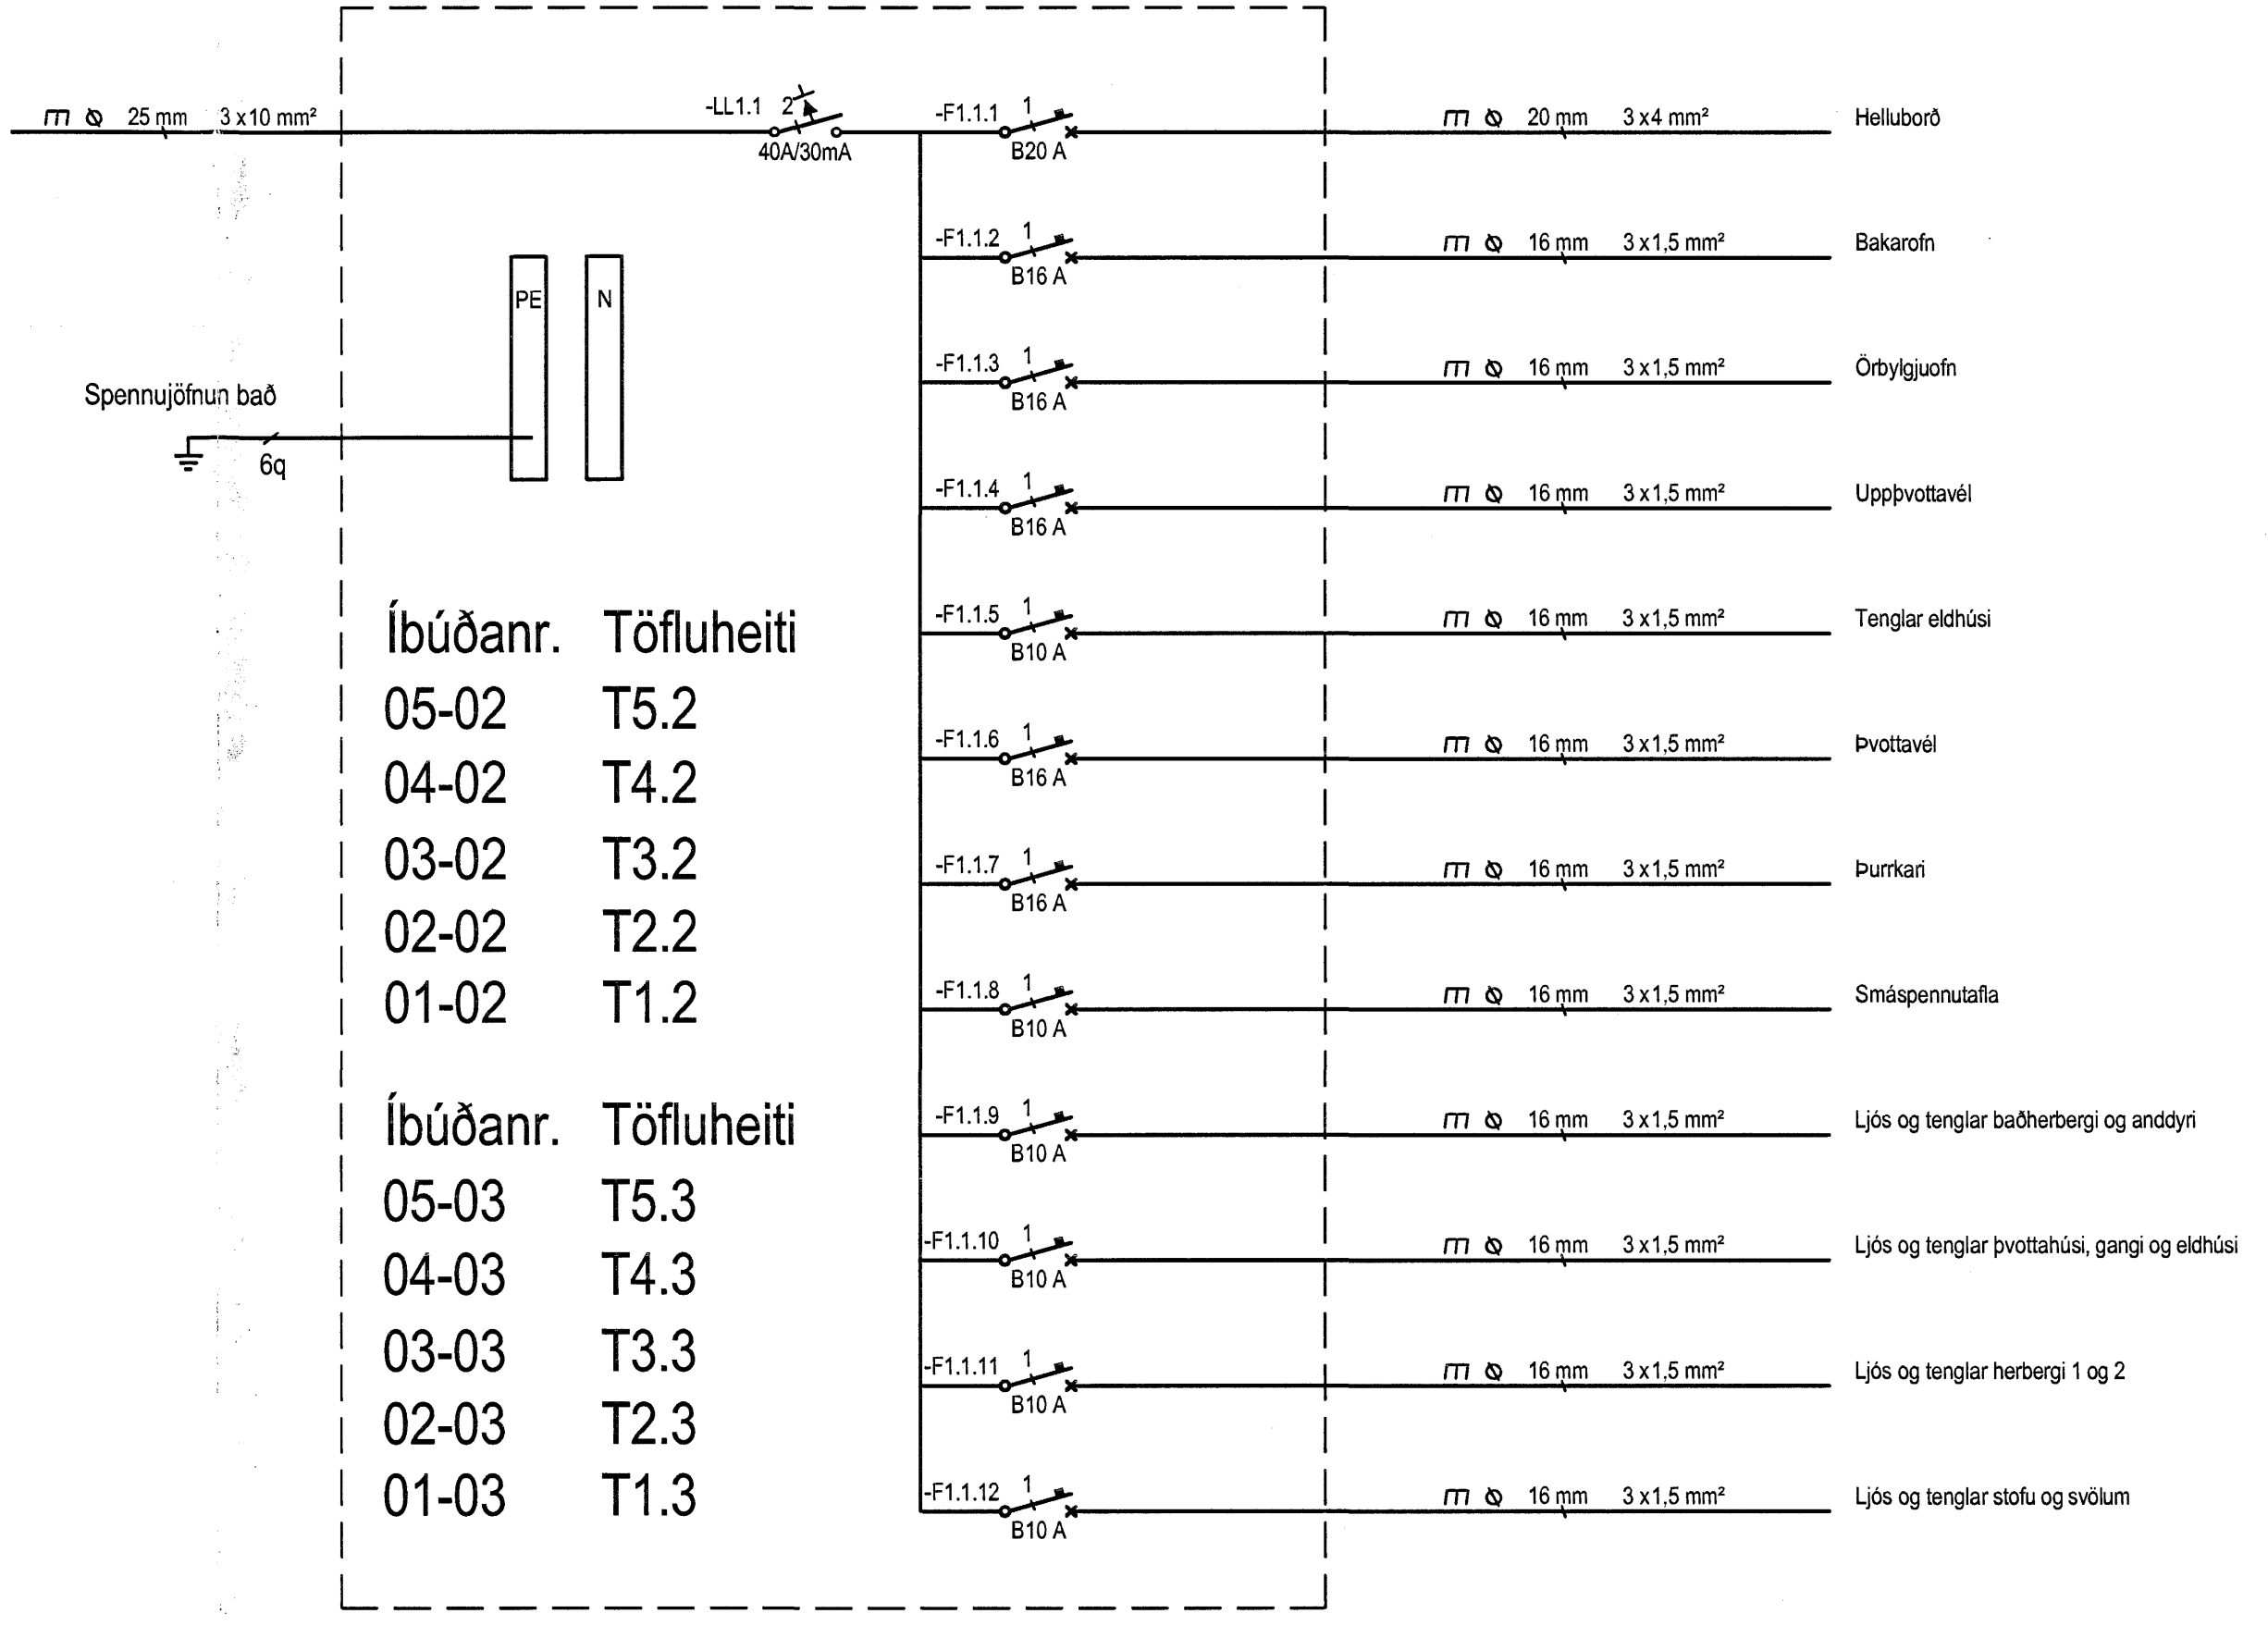 25 mm 3 x 10 mm²
-LL1.1 2
40A/30mA
-F1.1.1 1
B20 A
20 mm 3 x 4 mm² Helluborð
-F1.1.2 1
B16 A
16 mm 3 x 1,5 mm² Bakarofn
PE N
-F1.1.3 1
B16 A
16 mm 3 x 1,5 mm² Örbylgjuofn
Spennujöfnun bað
6q
-F1.1.4 1
B16 A
16 mm 3 x 1,5 mm² Uppþvottavél
-F1.1.5 1
B10 A
16 mm 3 x 1,5 mm² Tenglar eldhúsi
-F1.1.6 1
B16 A
16 mm 3 x 1,5 mm² Þvottavél
-F1.1.7 1
B16 A
16 mm 3 x 1,5 mm² Þurrkari
-F1.1.8 1
B10 A
16 mm 3 x 1,5 mm² Smáspennutafla
-F1.1.9 1
B10 A
16 mm 3 x 1,5 mm² Ljós og tenglar baðherbergi og anddyri
-F1.1.10 1
B10 A
16 mm 3 x 1,5 mm² Ljós og tenglar þvottahúsi, gangi og eldhúsi
-F1.1.11 1
B10 A
16 mm 3 x 1,5 mm² Ljós og tenglar herbergi 1 og 2
-F1.1.12 1
B10 A
16 mm 3 x 1,5 mm² Ljós og tenglar stofu og svölum
Íbúðanr. Töfluheiti
05-02 T5.2
04-02 T4.2
03-02 T3.2
02-02 T2.2
01-02 T1.2
Íbúðanr. Töfluheiti
05-03 T5.3
04-03 T4.3
03-03 T3.3
02-03 T2.3
01-03 T1.3